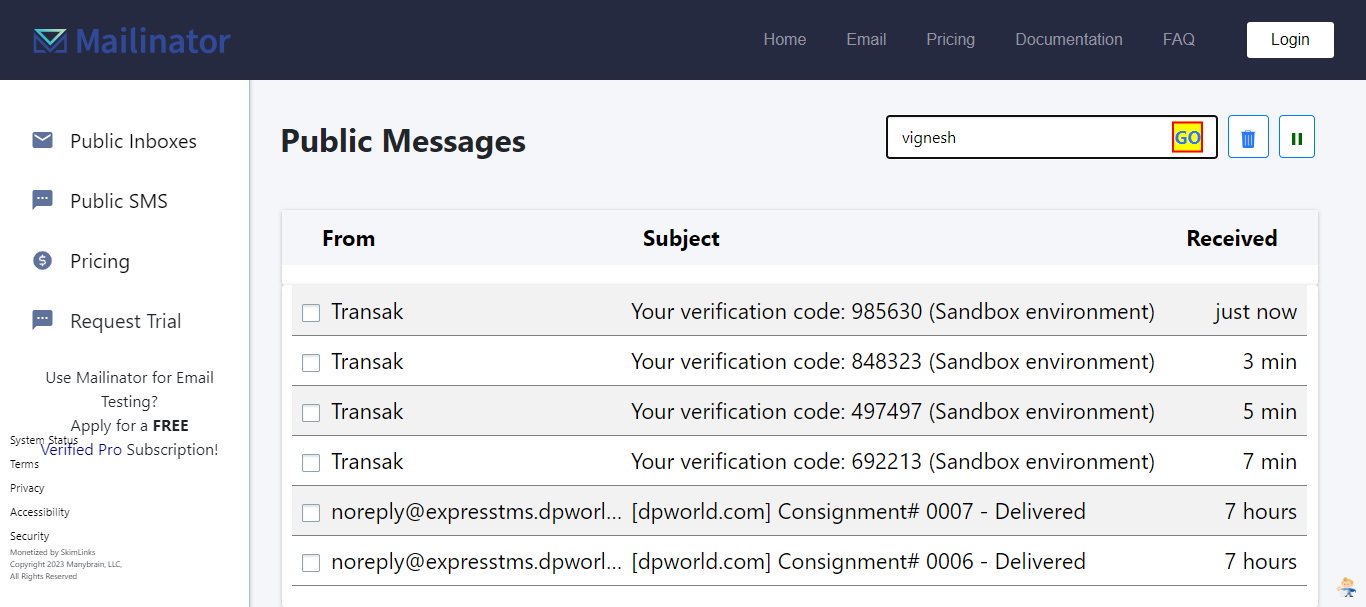 Mailinator
Home Email Pricing Documentation FAQ Login
Public Inboxes
Public SMS
Pricing
Request Trial
Use Mailinator for Email
Testing?
Apply for a FREE
Verified Pro Subscription!
System Status
Terms
Privacy
Accessibility
Security
Monetized by SkimLinks
Copyright 2023 Manybrain, LLC,
All Rights Reserved
Public Messages
vignesh GO
From Subject Received
Transak Your verification code: 985630 (Sandbox environment) just now
Transak Your verification code: 848323 (Sandbox environment) 3 min
Transak Your verification code: 497497 (Sandbox environment) 5 min
Transak Your verification code: 692213 (Sandbox environment) 7 min
noreply@expresstms.dpworl... [dpworld.com] Consignment# 0007 - Delivered 7 hours
noreply@expresstms.dpworl... [dpworld.com] Consignment# 0006 - Delivered 7 hours